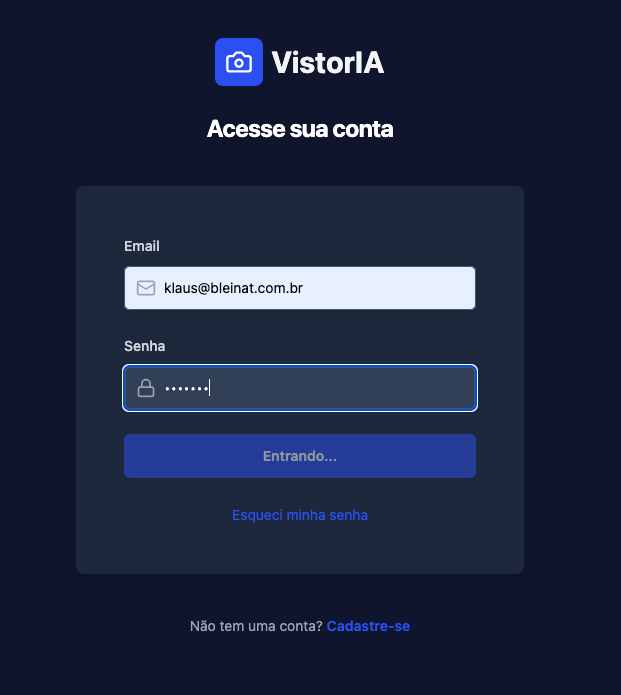 VistorIA
Acesse sua conta
Email
klaus@bleinat.com.br
Senha
•••••••
Entrando...
Esqueci minha senha
Não tem uma conta? Cadastre-se